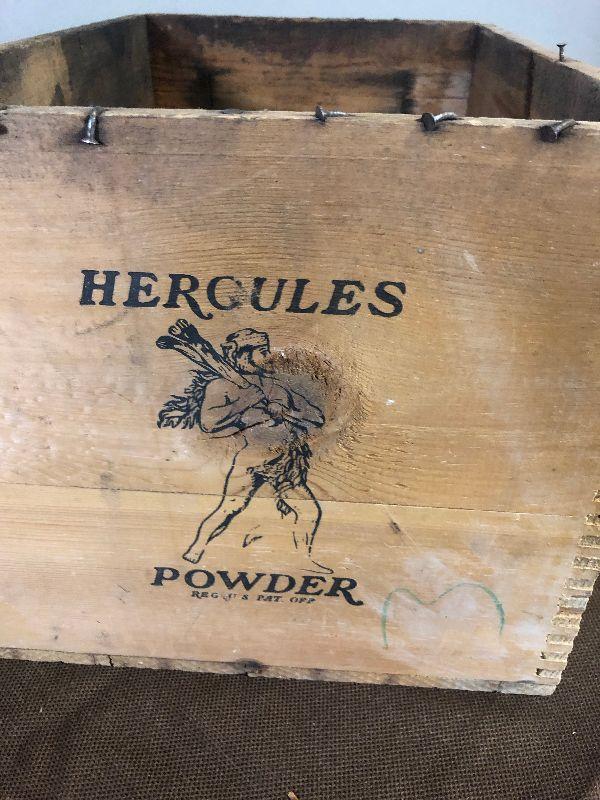 HERCULES
POWDER
REG. U S PAT. OFF